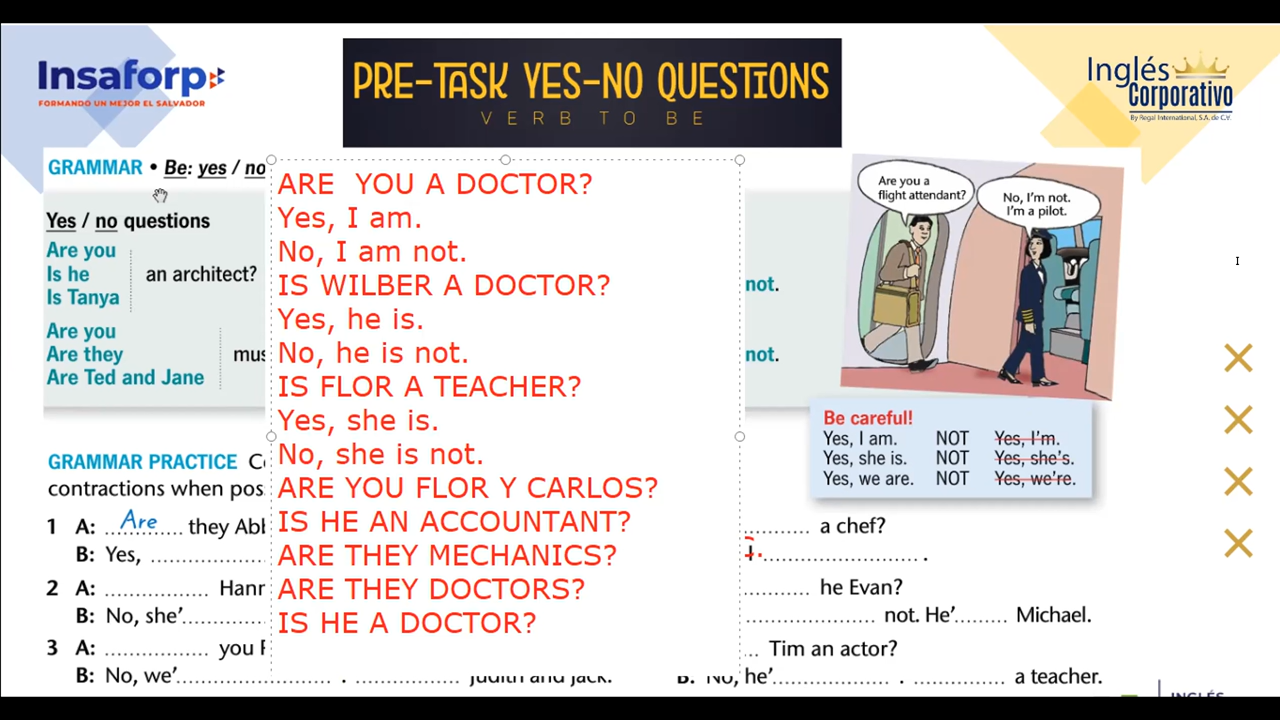 Insaforp
FORMANDO UN MEJOR EL SALVADOR
PRE-TASK YES-NO QUESTIONS
VERB TO BE
Inglés
Corporativo
By Regal International, S.A. de C.V.
GRAMMAR • Be: yes / no
Yes / no questions
Are you
Is he
Is Tanya
an architect?
Are you
Are they
Are Ted and Jane
ARE YOU A DOCTOR?
Yes, I am.
No, I am not.
IS WILBER A DOCTOR?
Yes, he is.
No, he is not.
IS FLOR A TEACHER?
Yes, she is.
No, she is not.
ARE YOU FLOR Y CARLOS?
IS HE AN ACCOUNTANT?
ARE THEY MECHANICS?
ARE THEY DOCTORS?
IS HE A DOCTOR?
not.
not.
Are you a
flight attendant?
No, I'm not.
I'm a pilot.
Be careful!
Yes, I am. NOT Yes, I'm.
Yes, she is. NOT Yes, she's.
Yes, we are. NOT Yes, we're.
GRAMMAR PRACTICE
contractions when
1 A: Are they
B: Yes, ....................
2 A: .................... 
B: No, she'....................
3 A: .................... you
B: No, we'.................... . .................... Judith and Jack.
.......... a chef?
.................... .
.......... he Evan?
.................... not. He'......... Michael.
... Tim an actor?
B: No, he'.................... . .................... a teacher.
INGLÉS